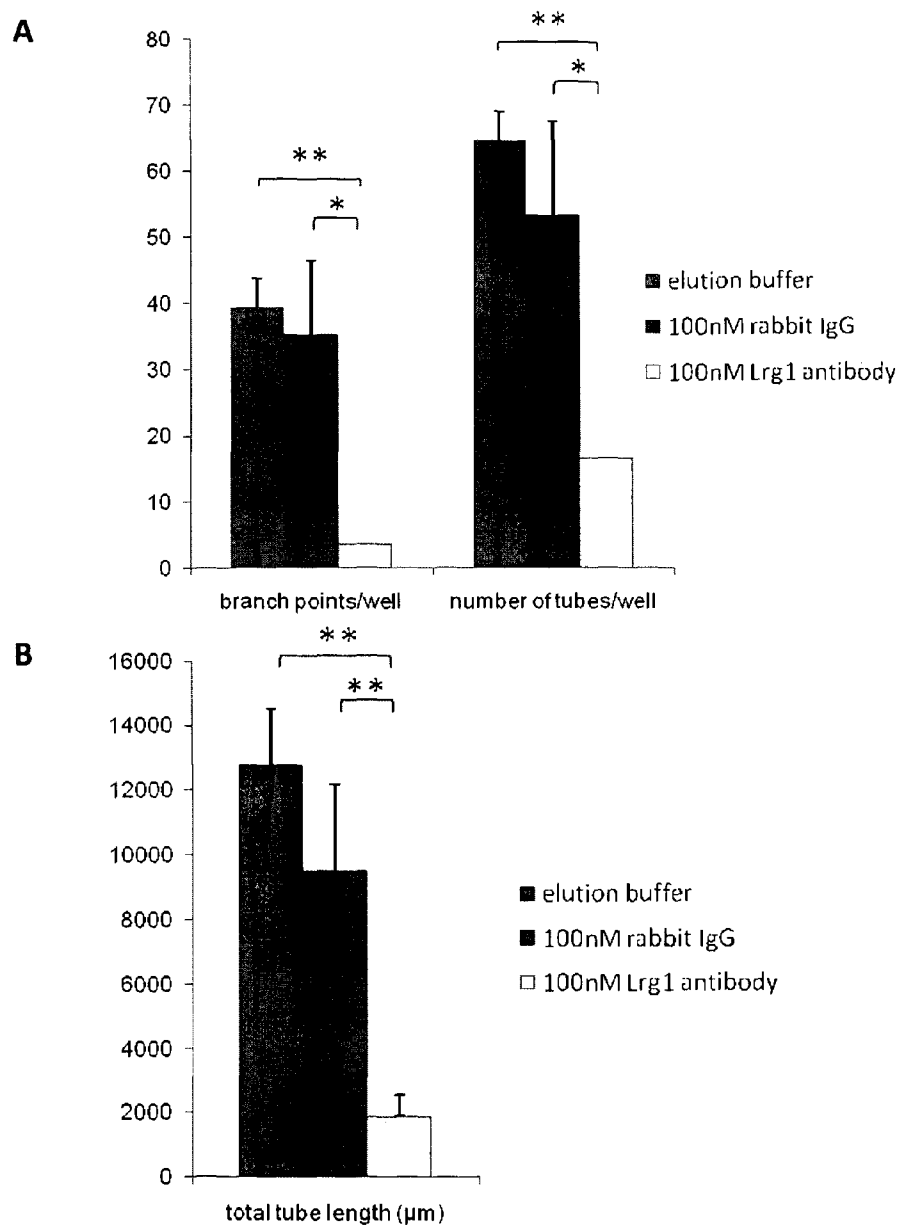 A
80
70
60
50
40
30
20
10
0
**
*
**
*
branch points/well
number of tubes/well
elution buffer
100nM rabbit IgG
100nM Lrg1 antibody
B
16000
14000
12000
10000
8000
6000
4000
2000
0
**
**
total tube length (µm)
elution buffer
100nM rabbit IgG
100nM Lrg1 antibody